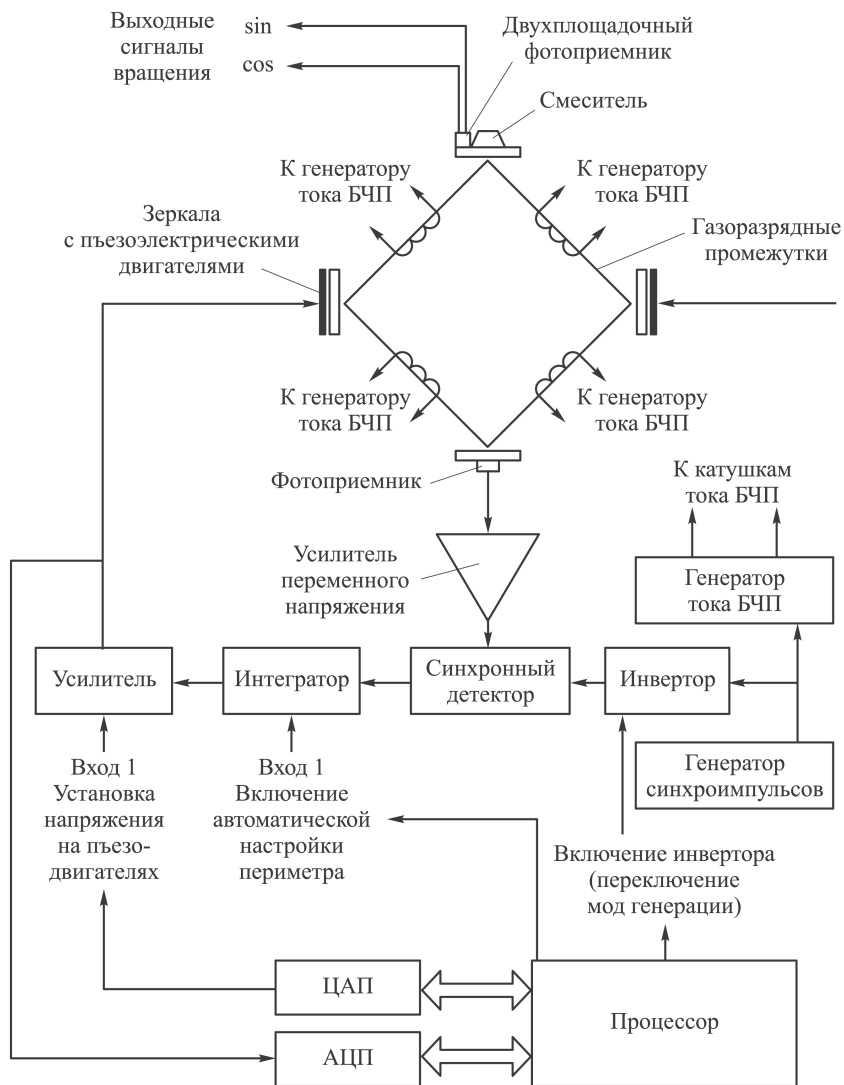 Выходные
сигналы
вращения
sin
cos
Двухплощадочный
фотоприемник
Смеситель
К генератору
тока БЧП
К генератору
тока БЧП
Зеркала
с пъезоэлектрическими
двигателями
Газоразрядные
промежутки
К генератору
тока БЧП
К генератору
тока БЧП
Фотоприемник
К катушкам
тока БЧП
Усилитель
переменного
напряжения
Генератор
тока БЧП
Усилитель
Интегратор
Синхронный
детектор
Инвертор
Генератор
синхроимпульсов
Вход 1
Установка
напряжения
на пъезо-
двигателях
Вход 1
Включение
автоматической
настройки
периметра
Включение инвертора
(переключение
мод генерации)
ЦАП
АЦП
Процессор